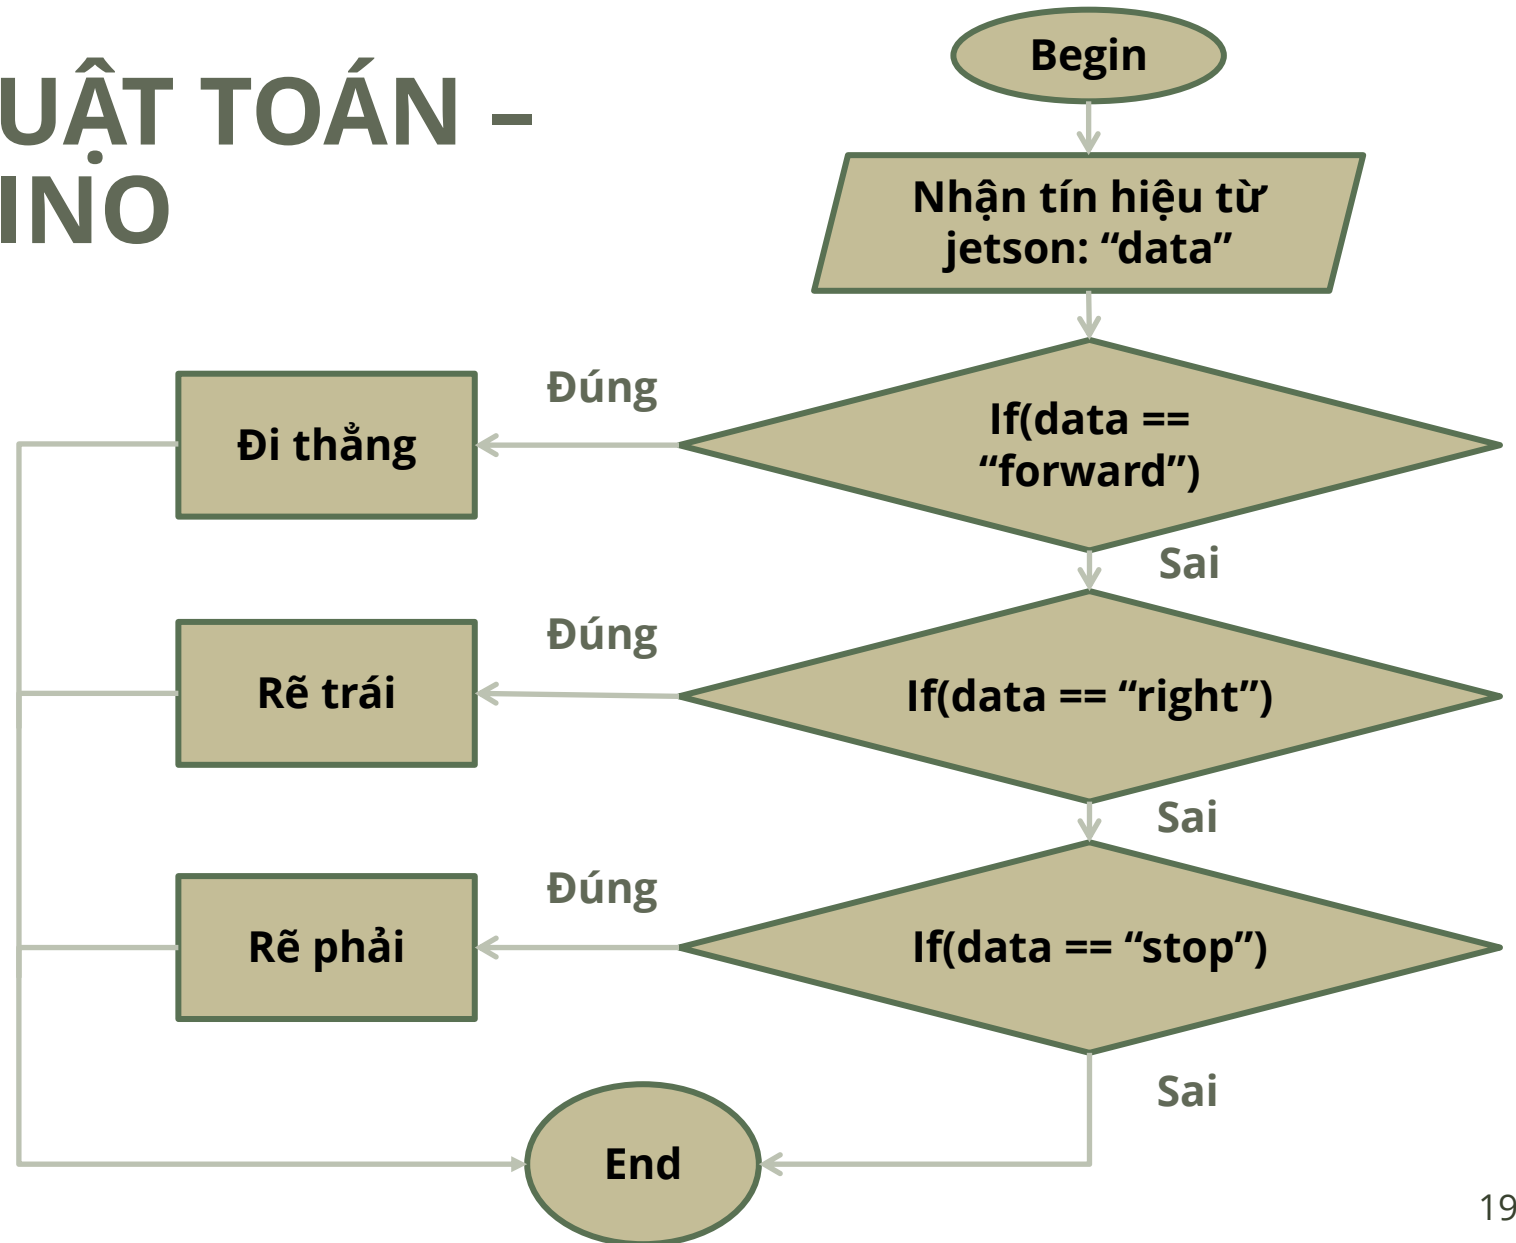 UẬT TOÁN –
INO
Begin
Nhận tín hiệu từ
jetson: “data”
Đúng
If(data ==
“forward”)
Đi thẳng
Sai
Đúng
If(data == “right”)
Rẽ trái
Sai
Đúng
If(data == “stop”)
Rẽ phải
Sai
End
19